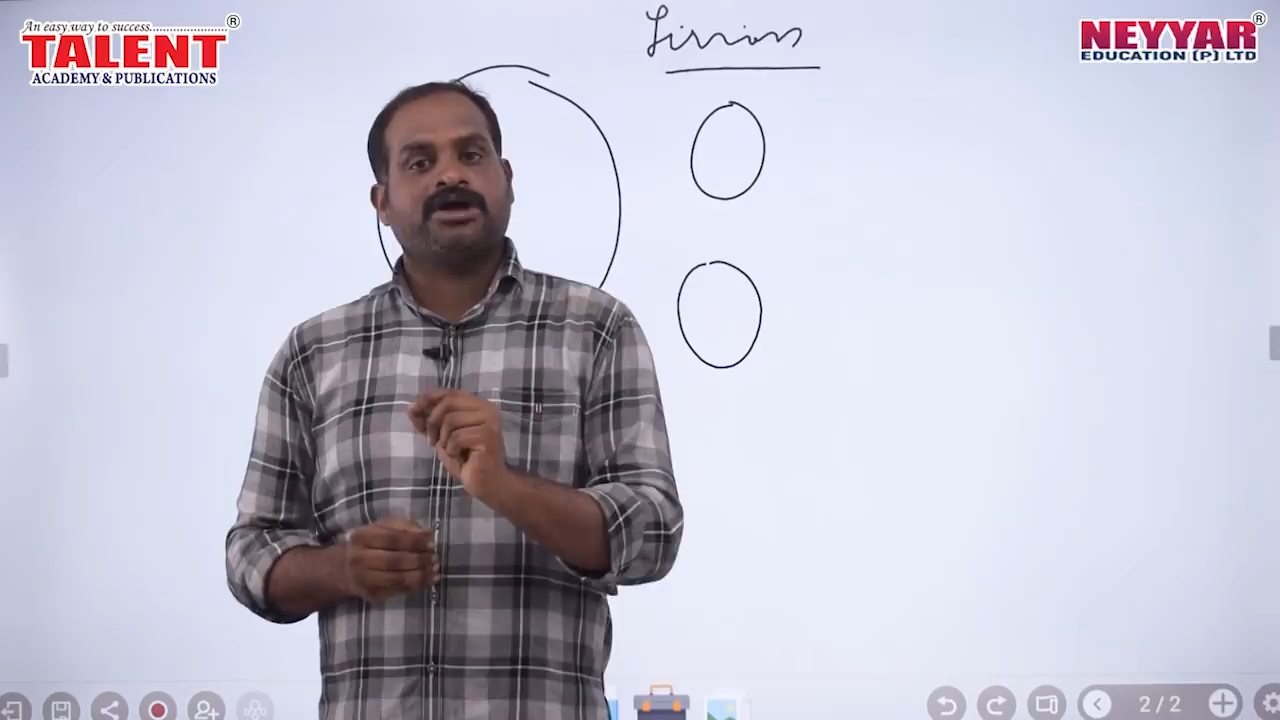 An easy way to success......................®
TALENT
ACADEMY & PUBLICATIONS
NEYYAR®
EDUCATION [P] LTD
2/2